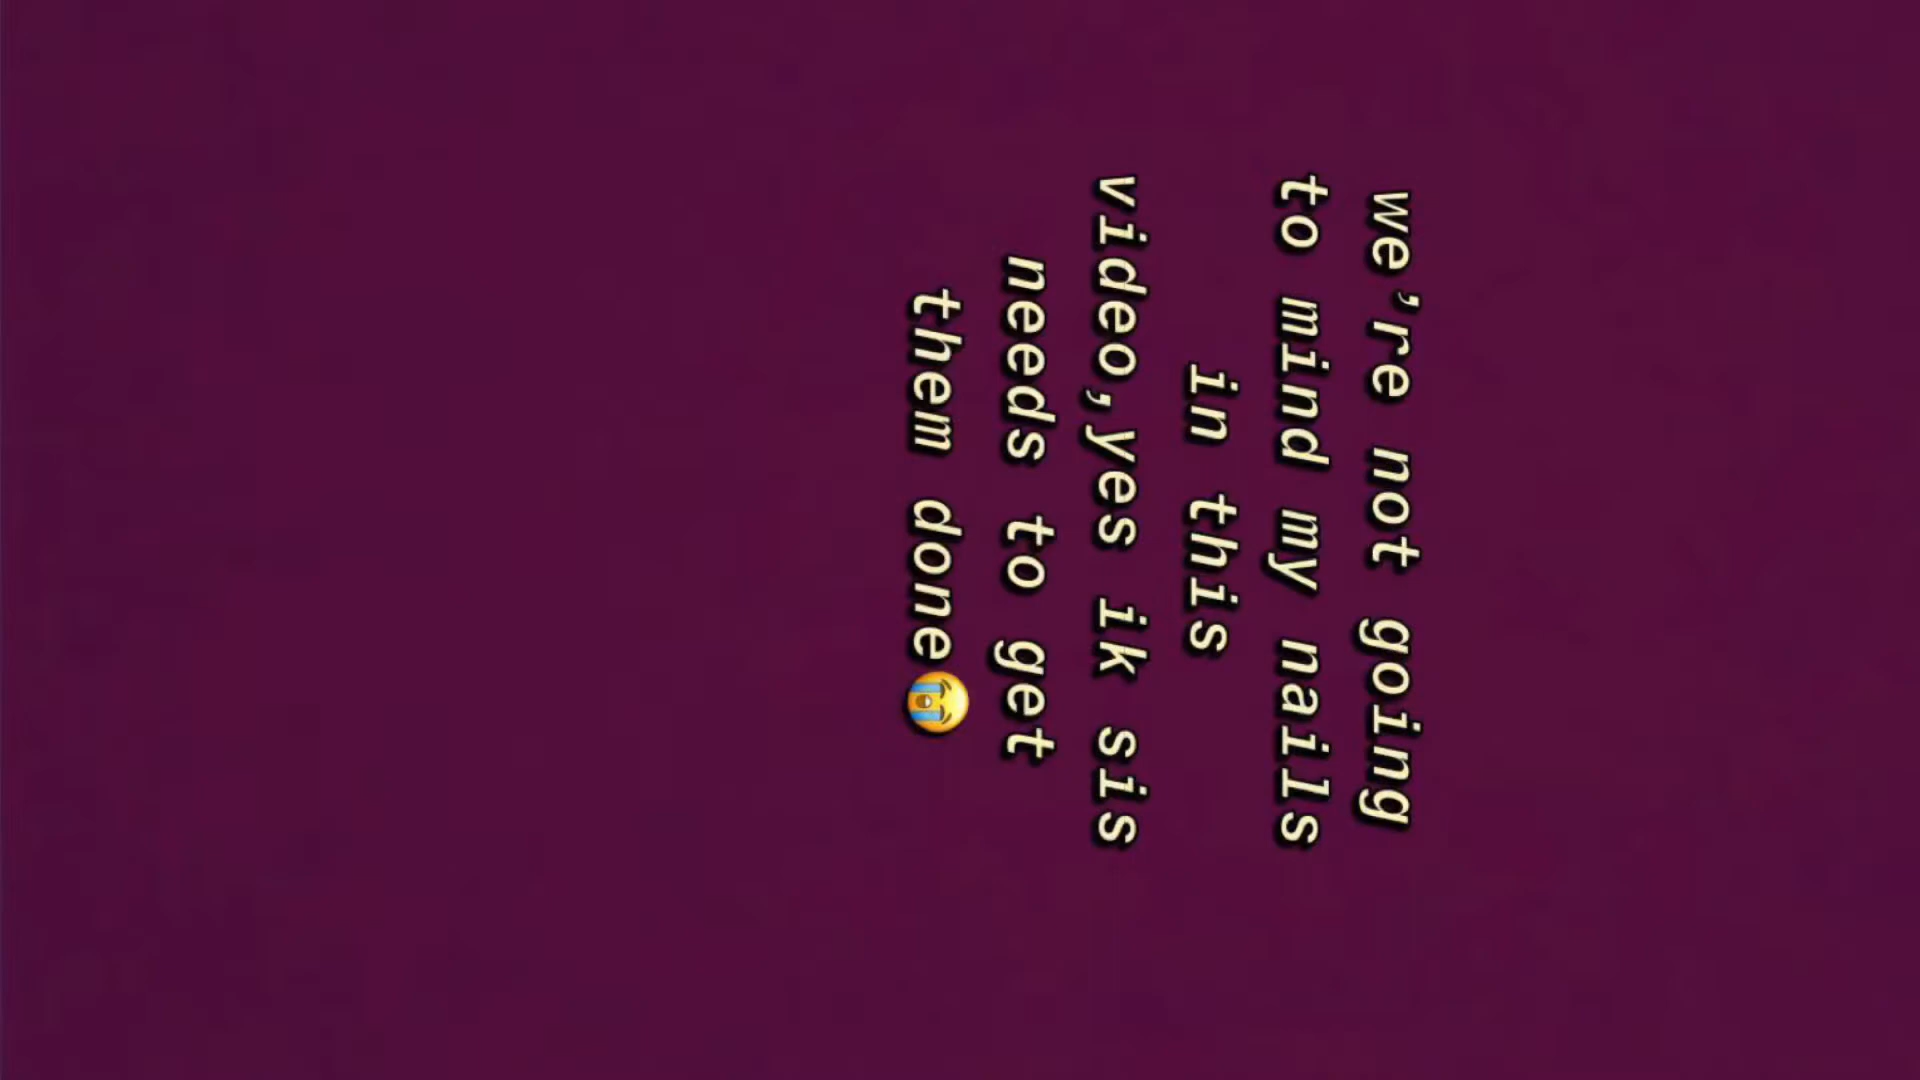 we're not going
to mind my nails
in this
video,yes ik sis
needs to get
them done😭